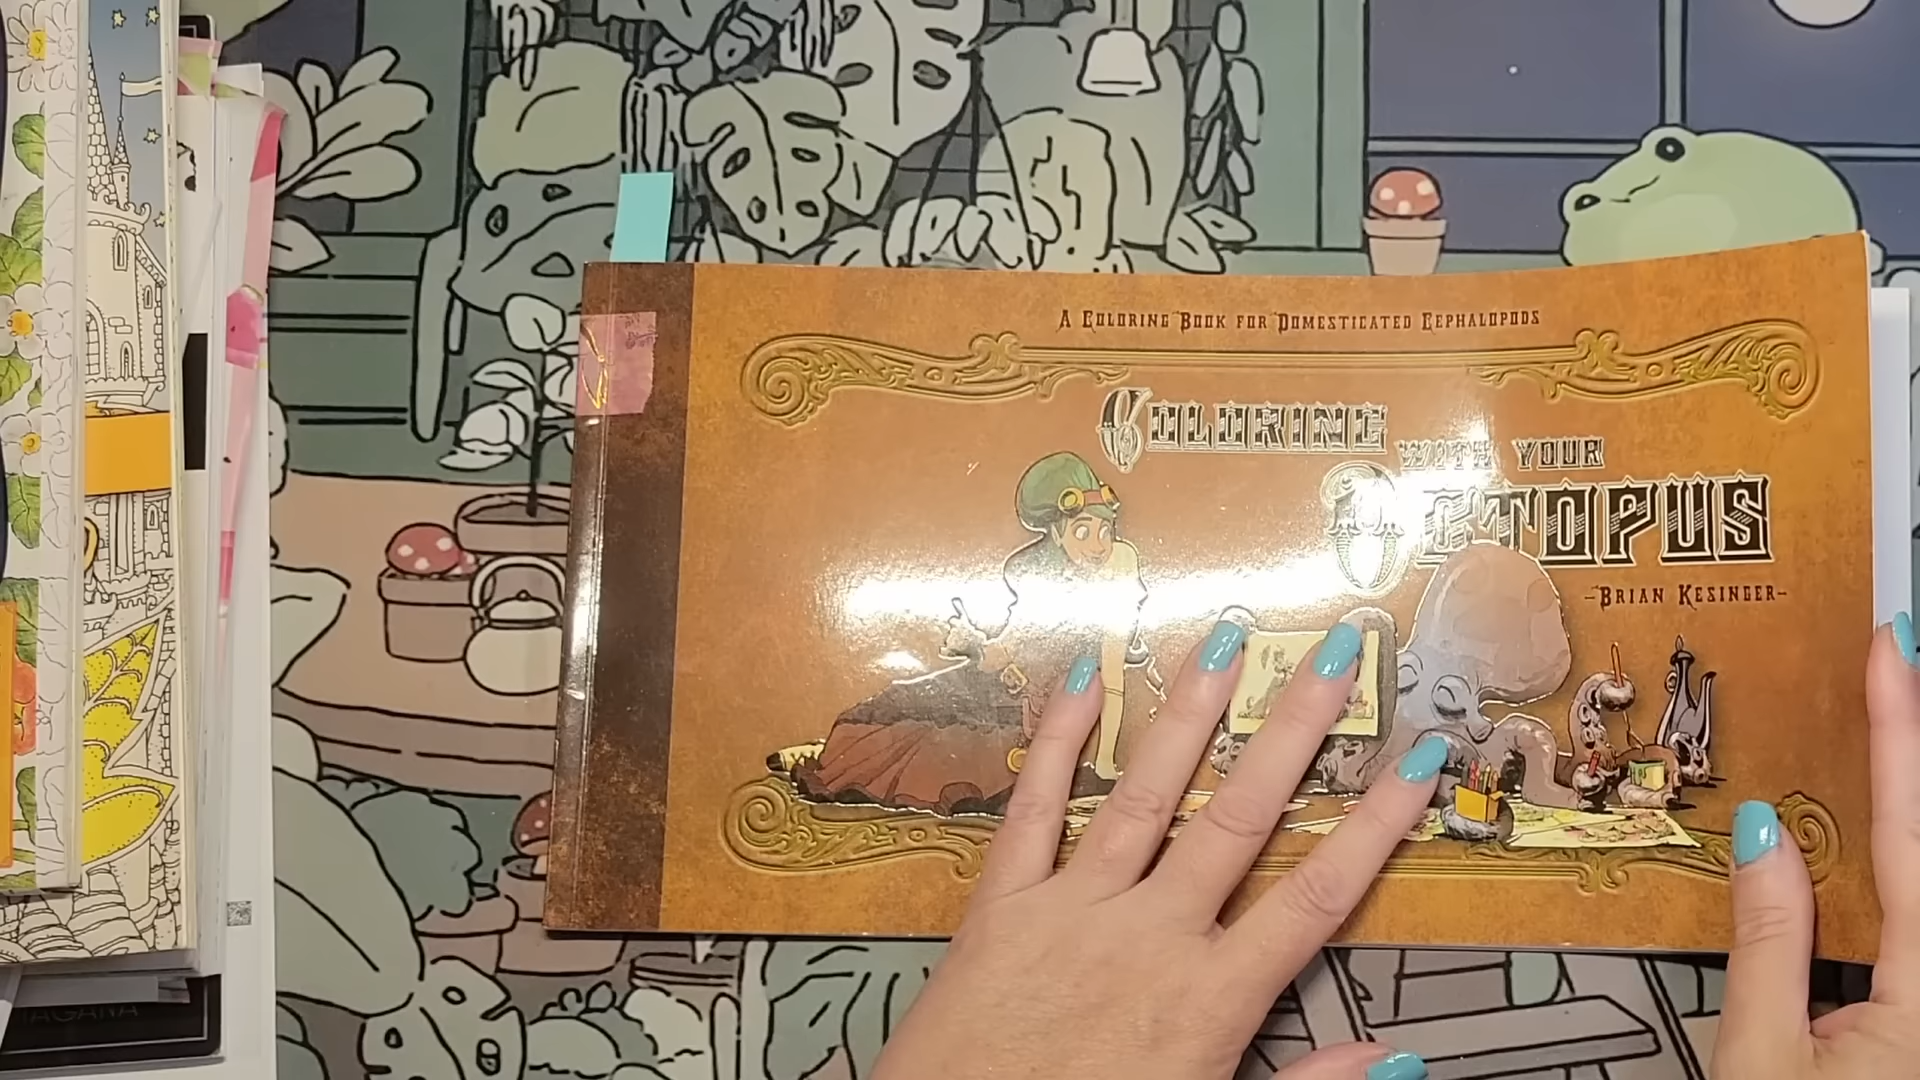 A Coloring Book for Domesticated Cephalopods
Coloring
with your
Octopus
-Brian Kesinger-